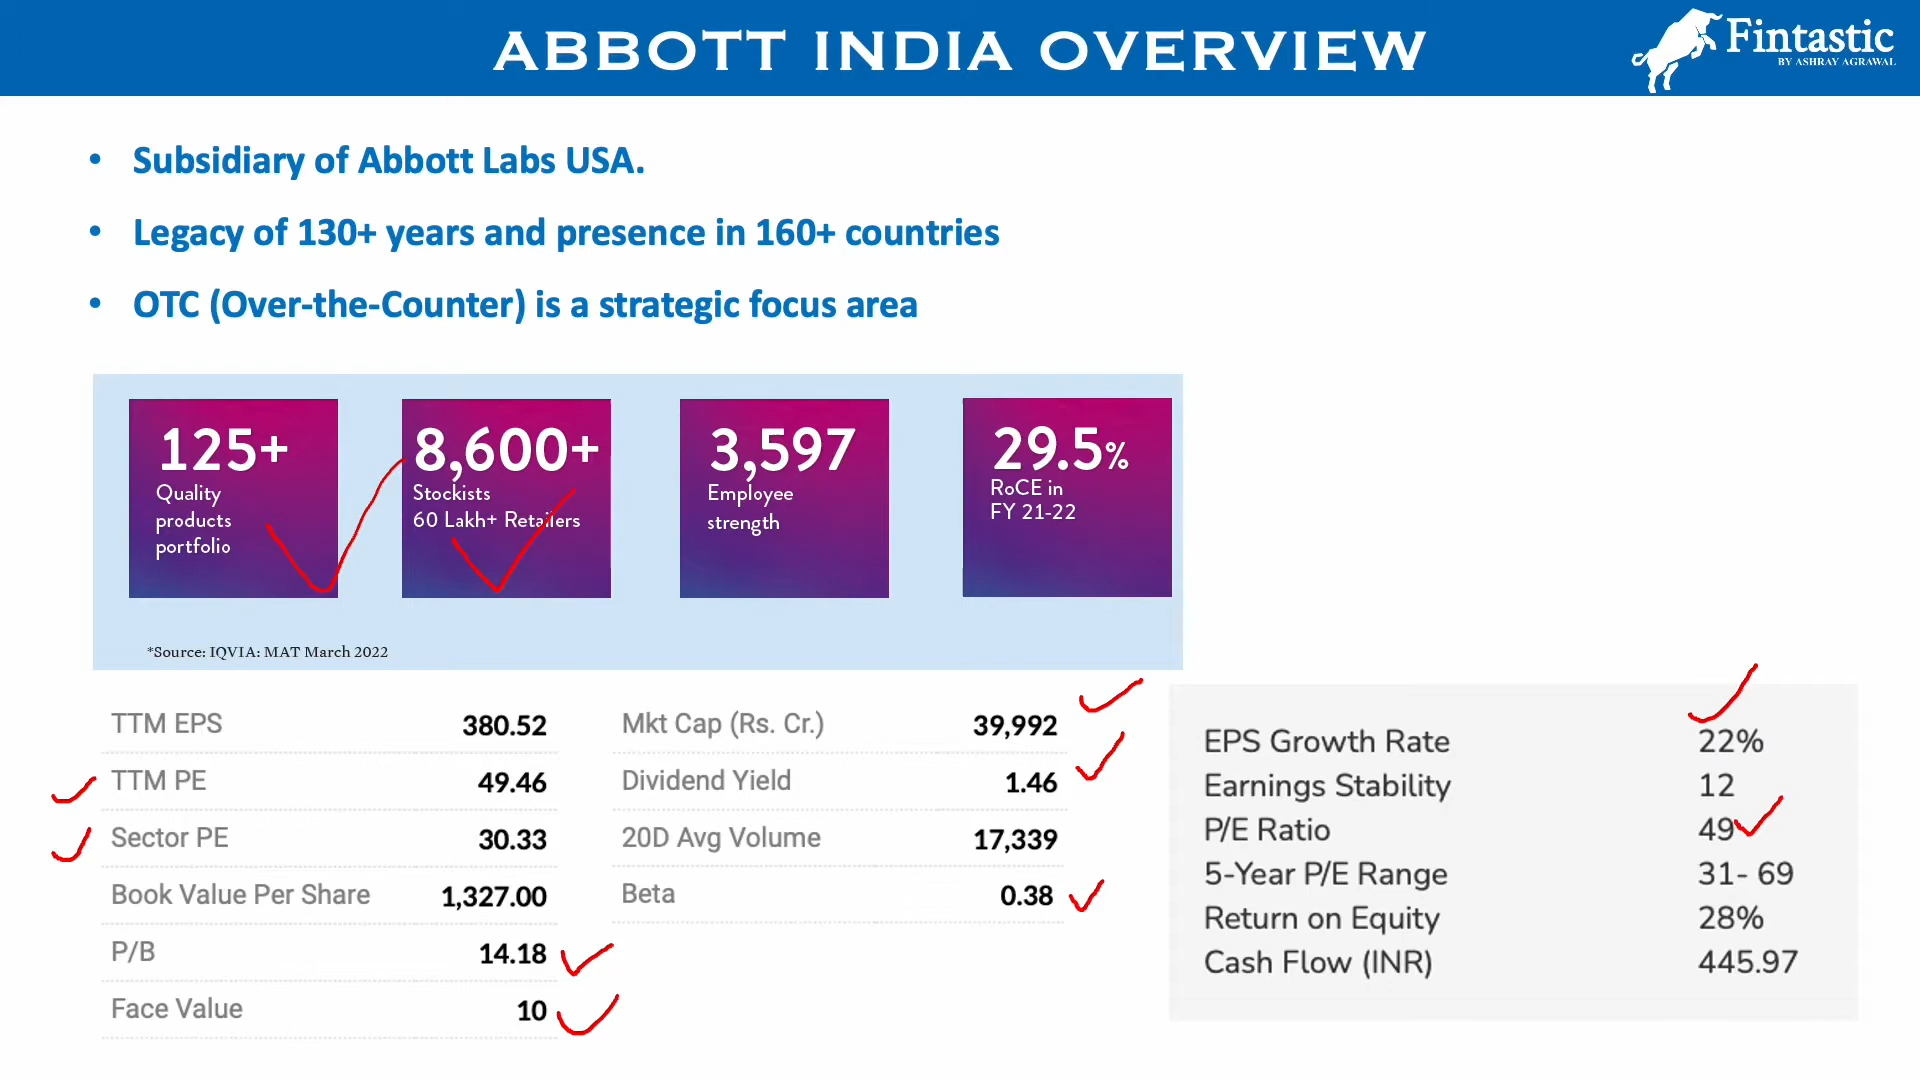 ABBOTT INDIA OVERVIEW
Fintastic
BY ASHRAY AGRAWAL
• Subsidiary of Abbott Labs USA.
• Legacy of 130+ years and presence in 160+ countries
• OTC (Over-the-Counter) is a strategic focus area
125+
Quality
products
portfolio
8,600+
Stockists
60 Lakh+ Retailers
3,597
Employee
strength
29.5%
RoCE in
FY 21-22
*Source: IQVIA: MAT March 2022
TTM EPS 380.52
TTM PE 49.46
Sector PE 30.33
Book Value Per Share 1,327.00
P/B 14.18
Face Value 10
Mkt Cap (Rs. Cr.) 39,992
Dividend Yield 1.46
20D Avg Volume 17,339
Beta 0.38
EPS Growth Rate 22%
Earnings Stability 12
P/E Ratio 49
5-Year P/E Range 31- 69
Return on Equity 28%
Cash Flow (INR) 445.97